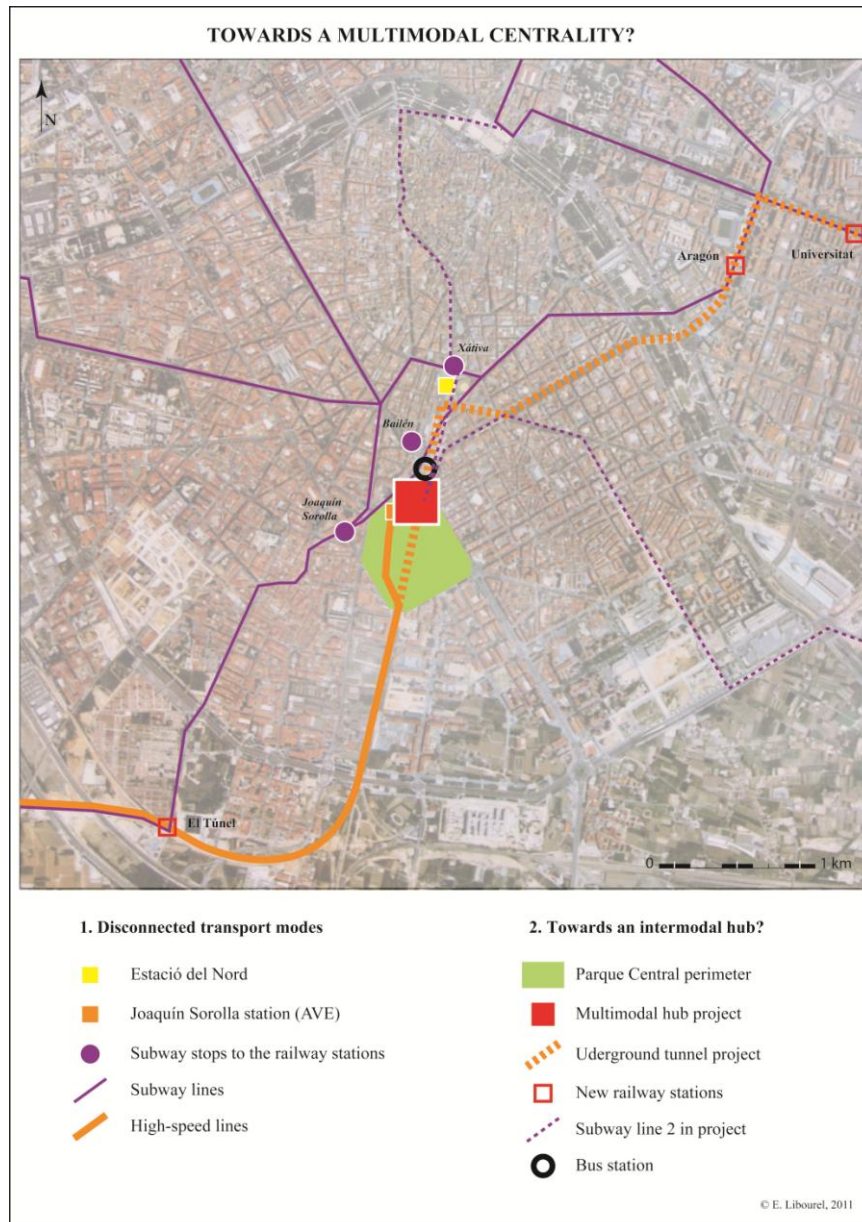 TOWARDS A MULTIMODAL CENTRALITY?
N
Universitat
Aragón
Xátiva
Bailén
Joaquín
Sorolla
El Túnel
0 1 km
1. Disconnected transport modes
Estació del Nord
Joaquín Sorolla station (AVE)
Subway stops to the railway stations
Subway lines
High-speed lines
2. Towards an intermodal hub?
Parque Central perimeter
Multimodal hub project
Uderground tunnel project
New railway stations
Subway line 2 in project
Bus station
© E. Libourel, 2011